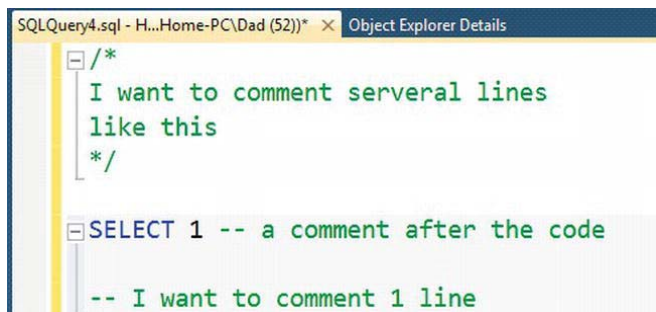 SQLQuery4.sql - H...Home-PC\Dad (52))* × Object Explorer Details
/*
I want to comment serveral lines
like this
*/
SELECT 1 -- a comment after the code
-- I want to comment 1 line